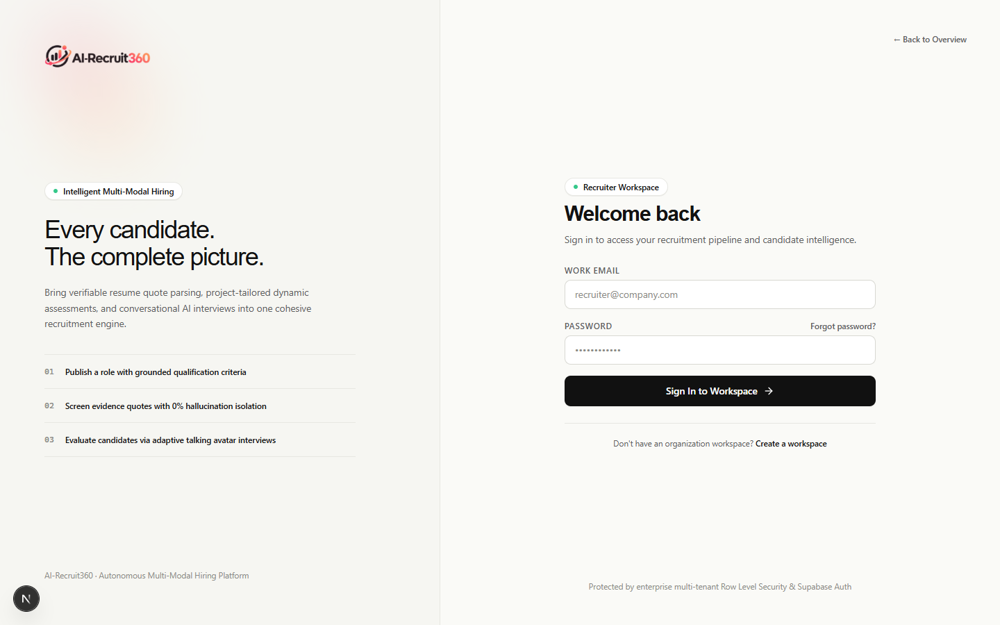 AI-Recruit360
Intelligent Multi-Modal Hiring
Every candidate.
The complete picture.
Bring verifiable resume quote parsing, project-tailored dynamic
assessments, and conversational AI interviews into one cohesive
recruitment engine.
01 Publish a role with grounded qualification criteria
02 Screen evidence quotes with 0% hallucination isolation
03 Evaluate candidates via adaptive talking avatar interviews
AI-Recruit360 · Autonomous Multi-Modal Hiring Platform
N
← Back to Overview
Recruiter Workspace
Welcome back
Sign in to access your recruitment pipeline and candidate intelligence.
WORK EMAIL
recruiter@company.com
PASSWORD Forgot password?
••••••••••••
Sign In to Workspace →
Don't have an organization workspace? Create a workspace
Protected by enterprise multi-tenant Row Level Security & Supabase Auth